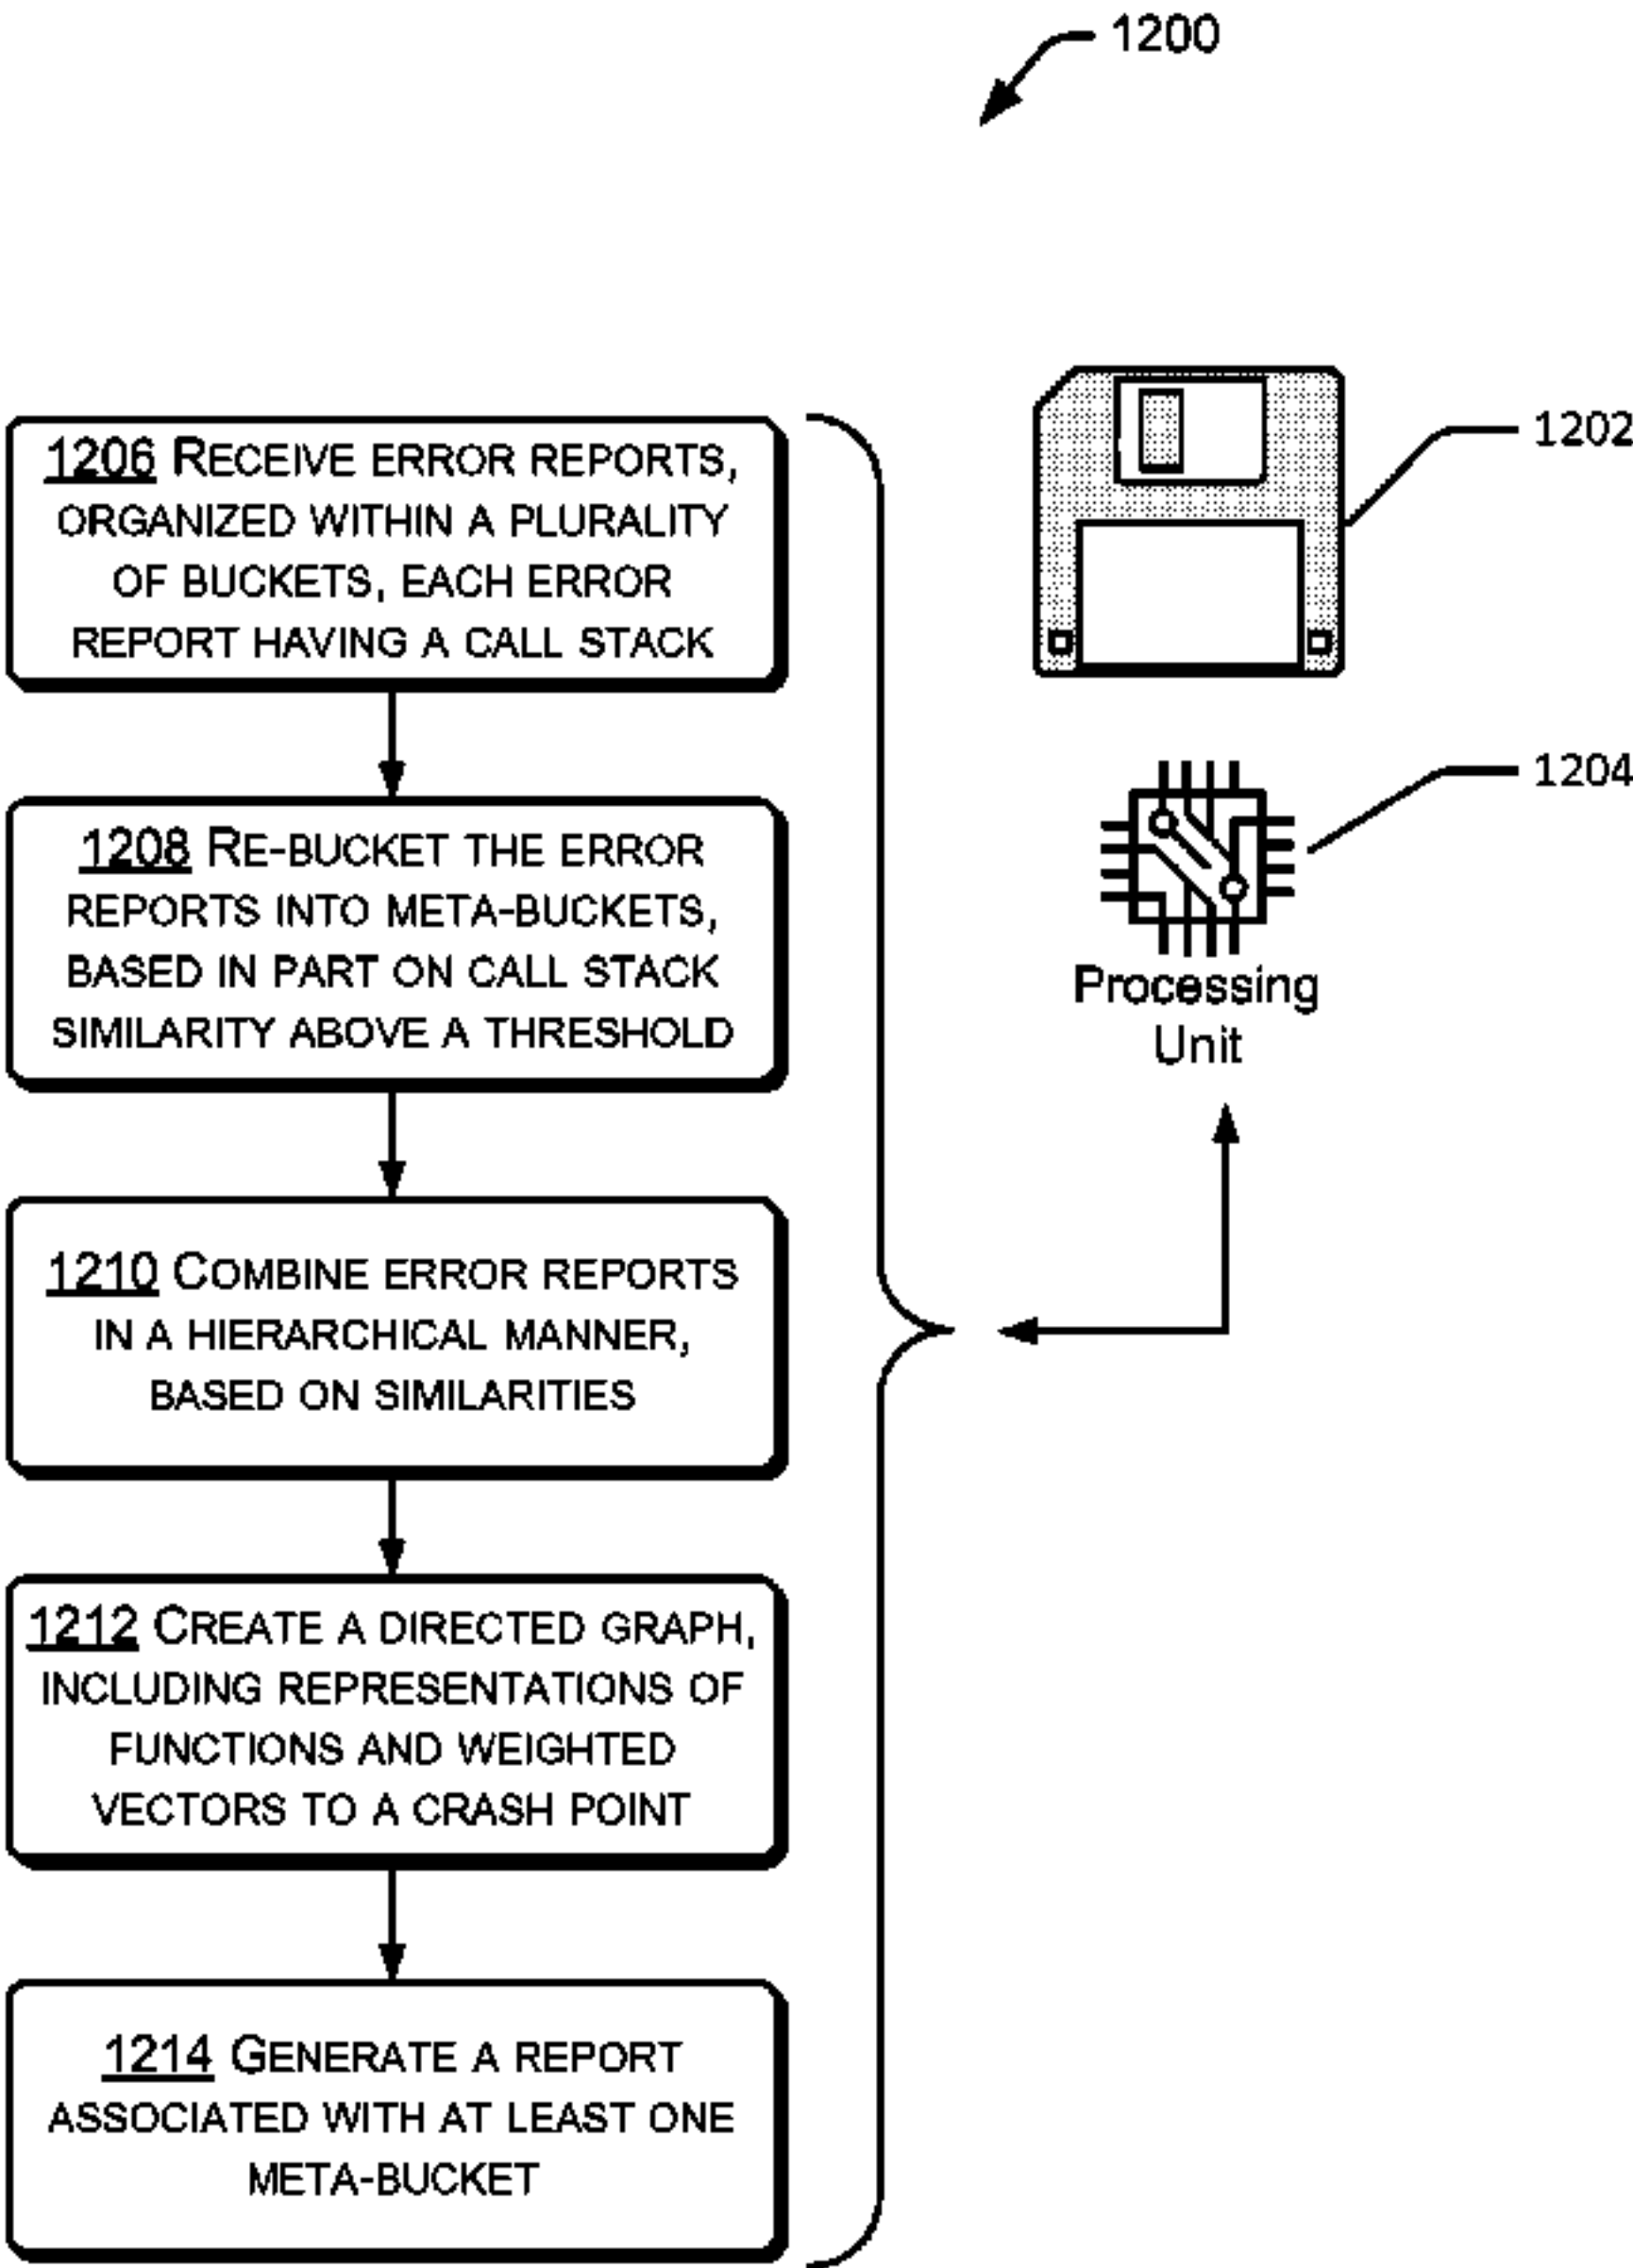 1200
1206 RECEIVE ERROR REPORTS,
ORGANIZED WITHIN A PLURALITY
OF BUCKETS, EACH ERROR
REPORT HAVING A CALL STACK
1202
1204
Processing
Unit
1208 RE-BUCKET THE ERROR
REPORTS INTO META-BUCKETS,
BASED IN PART ON CALL STACK
SIMILARITY ABOVE A THRESHOLD
1210 COMBINE ERROR REPORTS
IN A HIERARCHICAL MANNER,
BASED ON SIMILARITIES
1212 CREATE A DIRECTED GRAPH,
INCLUDING REPRESENTATIONS OF
FUNCTIONS AND WEIGHTED
VECTORS TO A CRASH POINT
1214 GENERATE A REPORT
ASSOCIATED WITH AT LEAST ONE
META-BUCKET